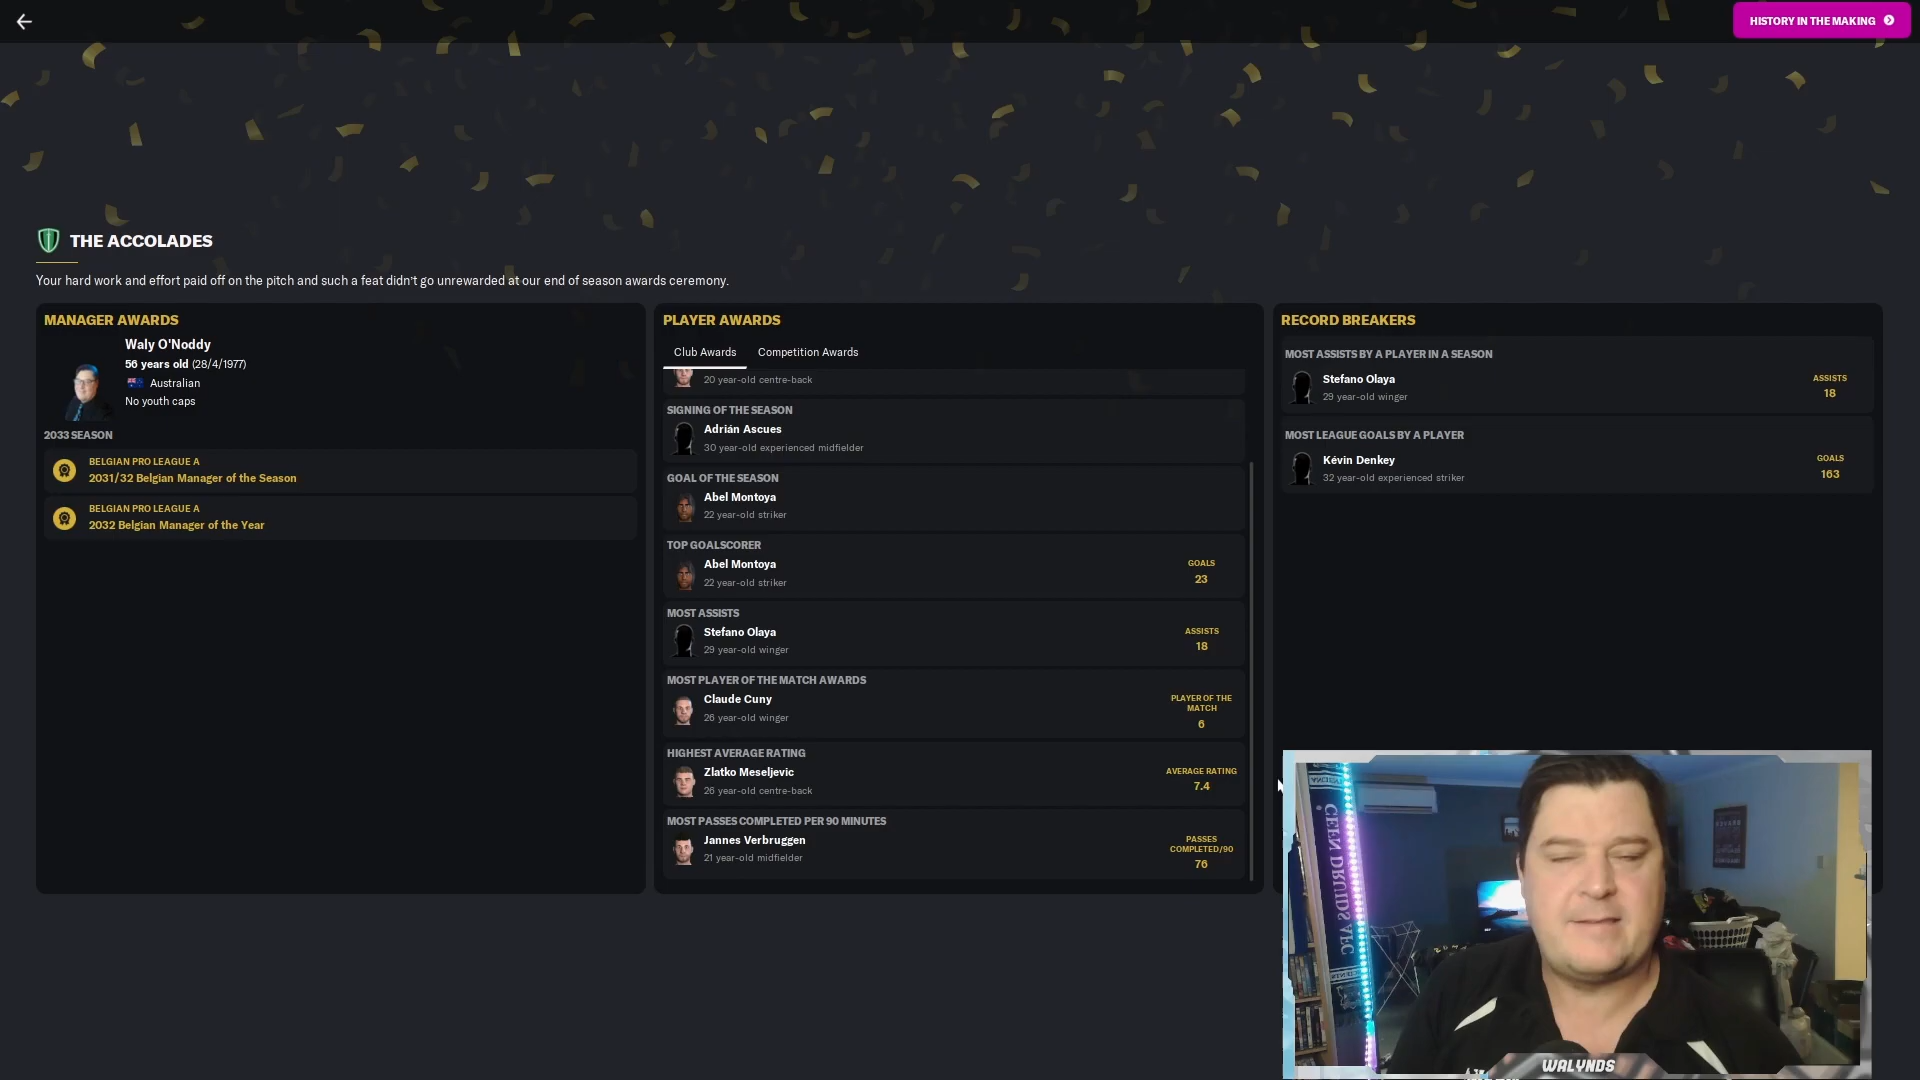 HISTORY IN THE MAKING
THE ACCOLADES
Your hard work and effort paid off on the pitch and such a feat didn't go unrewarded at our end of season awards ceremony.
MANAGER AWARDS
Waly O'Noddy
56 years old (28/4/1977)
Australian
No youth caps
2033 SEASON
BELGIAN PRO LEAGUE A
2031/32 Belgian Manager of the Season
BELGIAN PRO LEAGUE A
2032 Belgian Manager of the Year
PLAYER AWARDS
Club Awards Competition Awards
20 year-old centre-back
SIGNING OF THE SEASON
Adrián Ascues
30 year-old experienced midfielder
GOAL OF THE SEASON
Abel Montoya
22 year-old striker
TOP GOALSCORER
Abel Montoya
22 year-old striker
GOALS
23
MOST ASSISTS
Stefano Olaya
29 year-old winger
ASSISTS
18
MOST PLAYER OF THE MATCH AWARDS
Claude Cuny
26 year-old winger
PLAYER OF THE
MATCH
6
HIGHEST AVERAGE RATING
Zlatko Meseljevic
26 year-old centre-back
AVERAGE RATING
7.4
MOST PASSES COMPLETED PER 90 MINUTES
Jannes Verbruggen
21 year-old midfielder
PASSES
COMPLETED/90
76
RECORD BREAKERS
MOST ASSISTS BY A PLAYER IN A SEASON
Stefano Olaya
29 year-old winger
ASSISTS
18
MOST LEAGUE GOALS BY A PLAYER
Kévin Denkey
32 year-old experienced striker
GOALS
163
CEFN DRUIDS AFC
WALYNDS